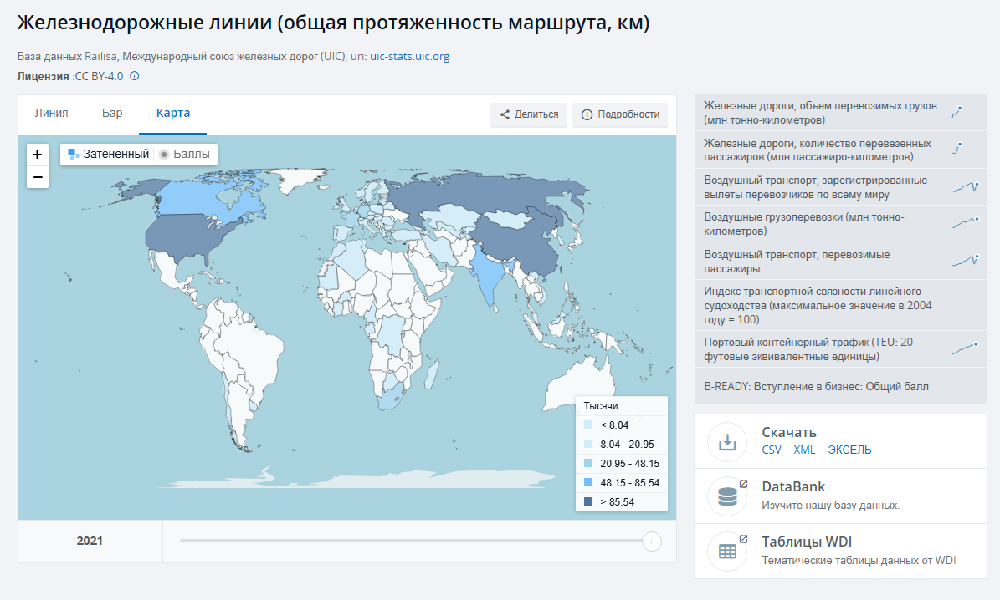 Железнодорожные линии (общая протяженность маршрута, км)
База данных Railisa, Международный союз железных дорог (UIC), uri: uic-stats.uic.org
Лицензия :CC BY-4.0
Линия Бар Карта Делиться Подробности
+
−
Затененный Баллы
Тысячи
< 8.04
8.04 - 20.95
20.95 - 48.15
48.15 - 85.54
> 85.54
2021
Железные дороги, объем перевозимых грузов
(млн тонно-километров)
Железные дороги, количество перевезенных
пассажиров (млн пассажиро-километров)
Воздушный транспорт, зарегистрированные
вылеты перевозчиков по всему миру
Воздушные грузоперевозки (млн тонно-
километров)
Воздушный транспорт, перевозимые
пассажиры
Индекс транспортной связности линейного
судоходства (максимальное значение в 2004
году = 100)
Портовый контейнерный трафик (TEU: 20-
футовые эквивалентные единицы)
B-READY: Вступление в бизнес: Общий балл
Скачать
CSV XML ЭКСЕЛЬ
DataBank
Изучите нашу базу данных.
Таблицы WDI
Тематические таблицы данных от WDI